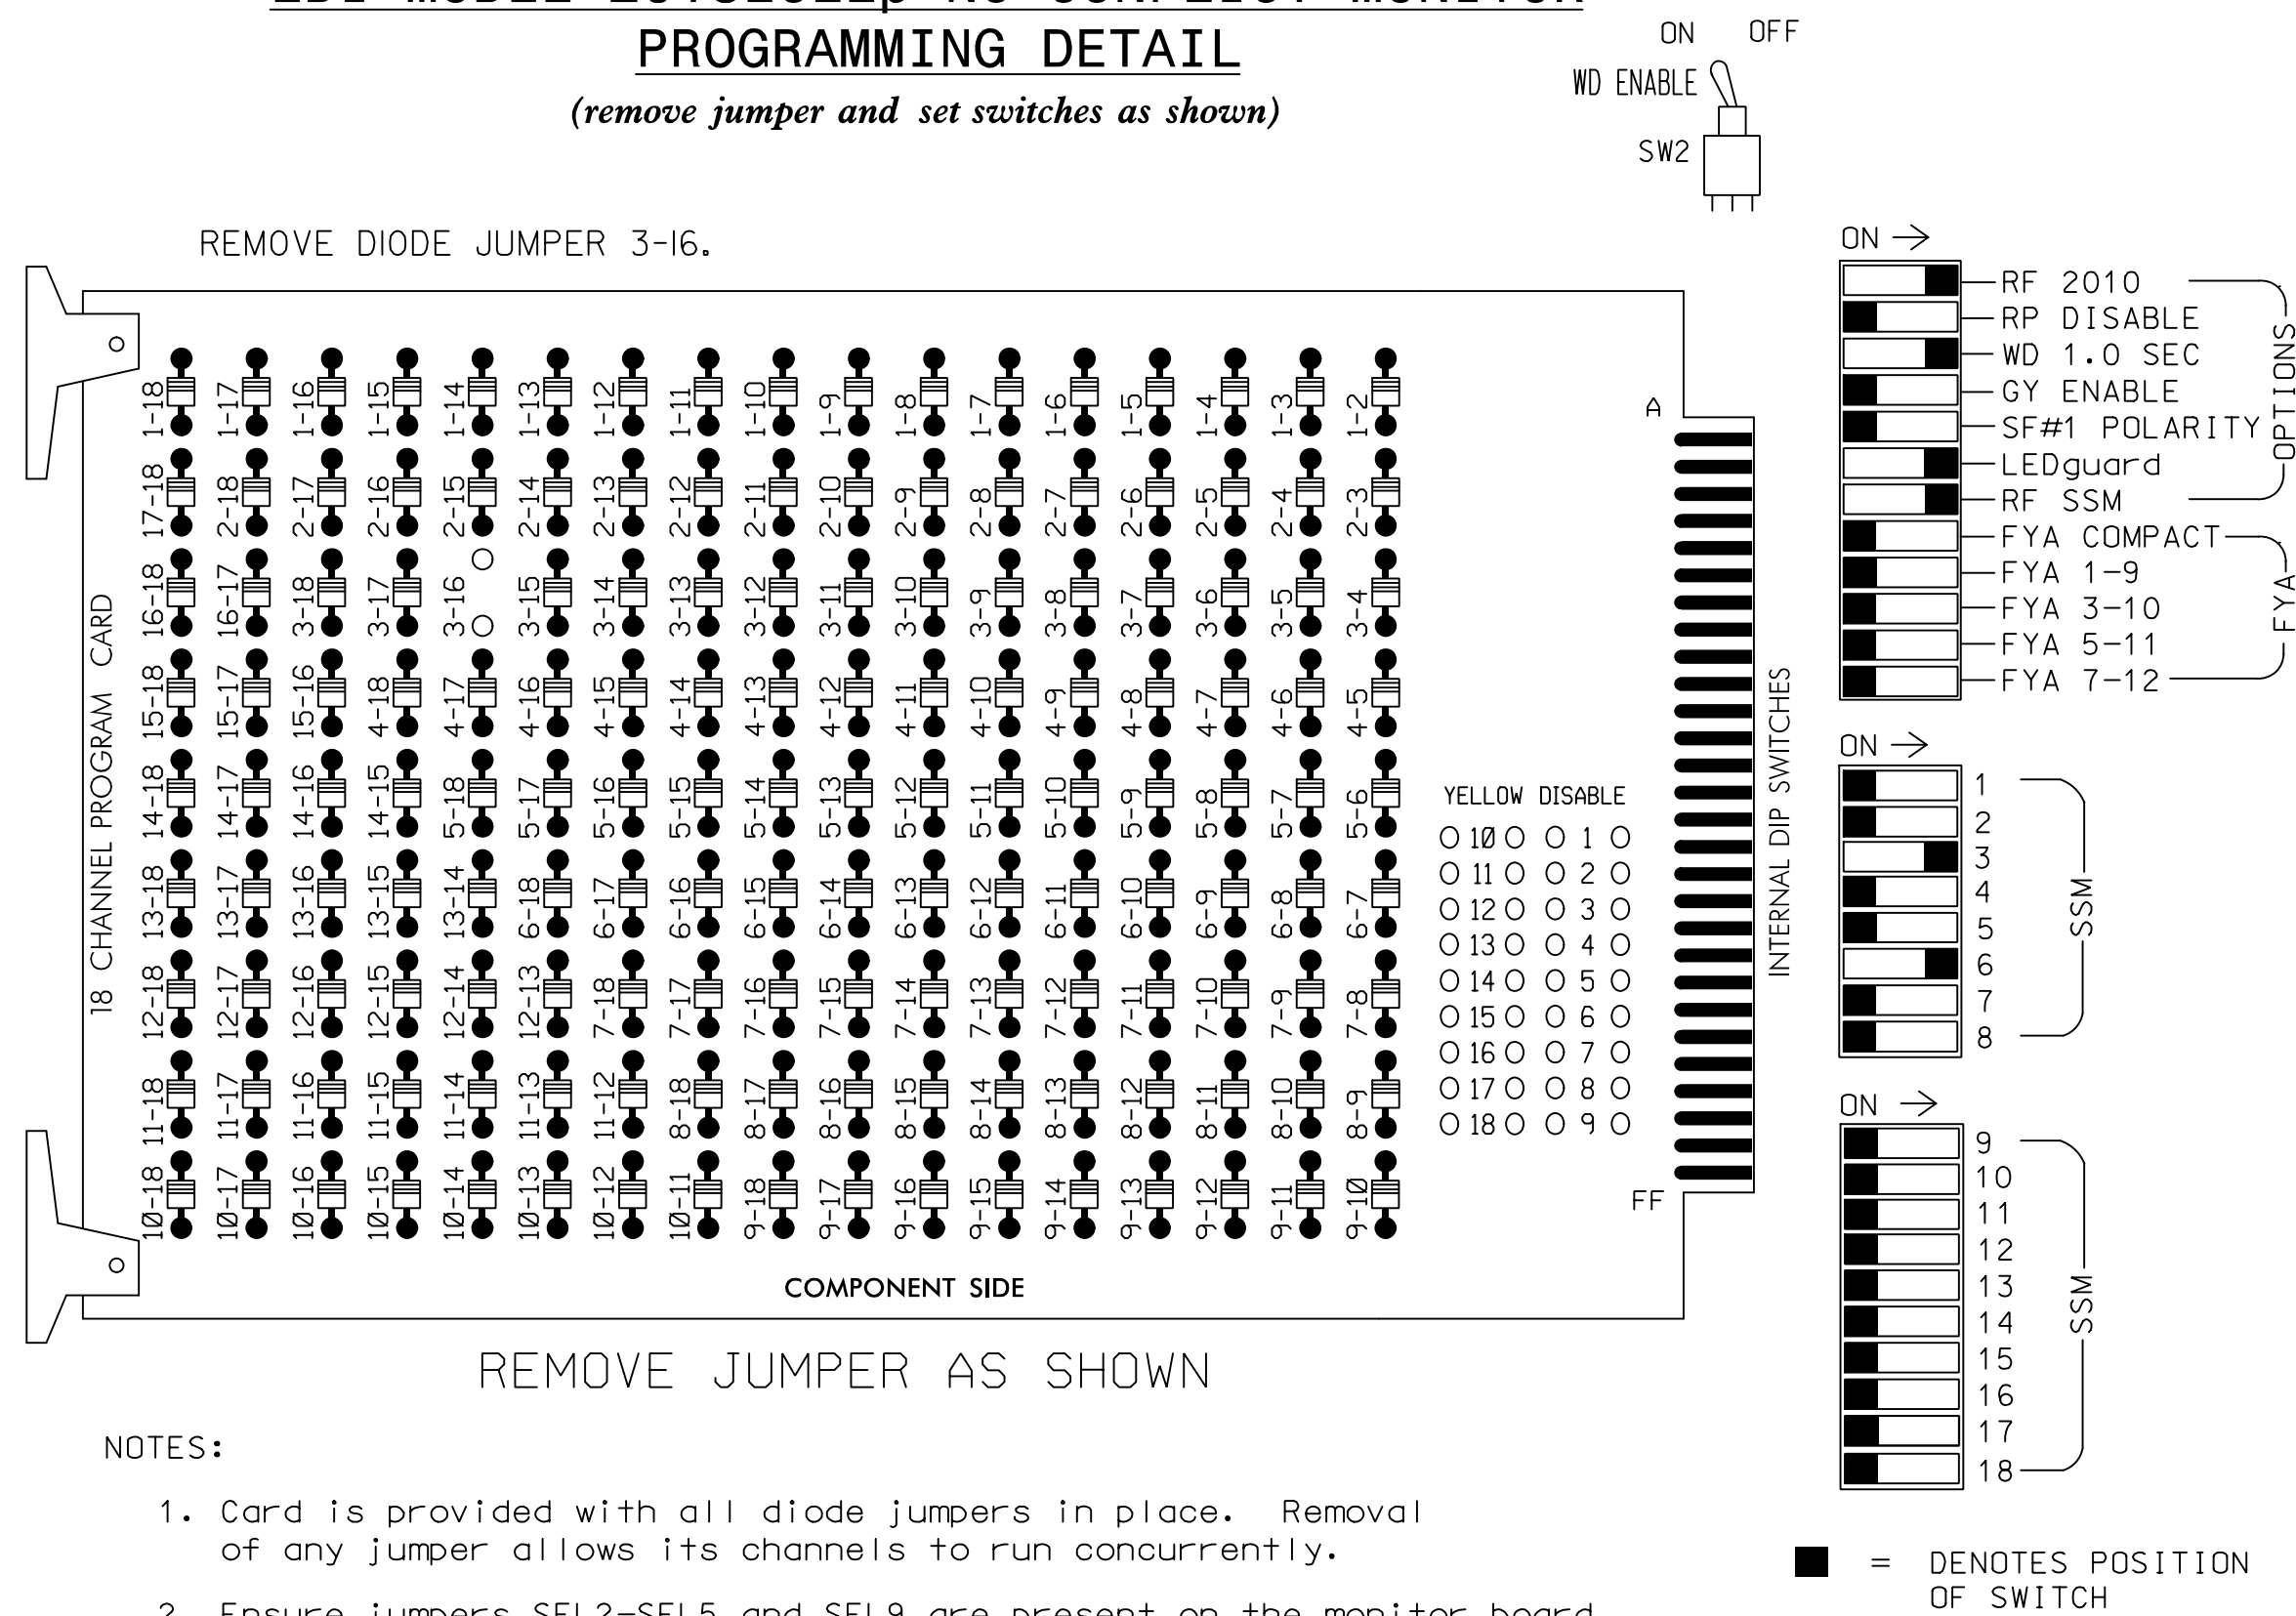 PROGRAMMING DETAIL
(remove jumper and set switches as shown)
ON OFF
WD ENABLE
SW2
REMOVE DIODE JUMPER 3-16.
18 CHANNEL PROGRAM CARD
1-18 1-17 1-16 1-15 1-14 1-13 1-12 1-11 1-10 1-9 1-8 1-7 1-6 1-5 1-4 1-3 1-2
17-18 2-18 2-17 2-16 2-15 2-14 2-13 2-12 2-11 2-10 2-9 2-8 2-7 2-6 2-5 2-4 2-3
16-18 16-17 3-18 3-17 3-16 3-15 3-14 3-13 3-12 3-11 3-10 3-9 3-8 3-7 3-6 3-5 3-4
15-18 15-17 15-16 4-18 4-17 4-16 4-15 4-14 4-13 4-12 4-11 4-10 4-9 4-8 4-7 4-6 4-5
14-18 14-17 14-16 14-15 5-18 5-17 5-16 5-15 5-14 5-13 5-12 5-11 5-10 5-9 5-8 5-7 5-6
13-18 13-17 13-16 13-15 13-14 6-18 6-17 6-16 6-15 6-14 6-13 6-12 6-11 6-10 6-9 6-8 6-7
12-18 12-17 12-16 12-15 12-14 12-13 7-18 7-17 7-16 7-15 7-14 7-13 7-12 7-11 7-10 7-9 7-8
11-18 11-17 11-16 11-15 11-14 11-13 11-12 8-18 8-17 8-16 8-15 8-14 8-13 8-12 8-11 8-10 8-9
10-18 10-17 10-16 10-15 10-14 10-13 10-12 10-11 9-18 9-17 9-16 9-15 9-14 9-13 9-12 9-11 9-10
COMPONENT SIDE
A
FF
YELLOW DISABLE
10 1
11 2
12 3
13 4
14 5
15 6
16 7
17 8
18 9
INTERNAL DIP SWITCHES
ON
RF 2010
RP DISABLE
WD 1.0 SEC
GY ENABLE
SF#1 POLARITY
LEDguard
RF SSM
OPTIONS
FYA COMPACT
FYA 1-9
FYA 3-10
FYA 5-11
FYA 7-12
FYA
ON
1
2
3
4
5
6
7
8
SSM
ON
9
10
11
12
13
14
15
16
17
18
SSM
REMOVE JUMPER AS SHOWN
NOTES:
1. Card is provided with all diode jumpers in place. Removal
of any jumper allows its channels to run concurrently.
2. Ensure jumpers SEL2-SEL5 and SEL9 are present on the monitor board.
= DENOTES POSITION
OF SWITCH